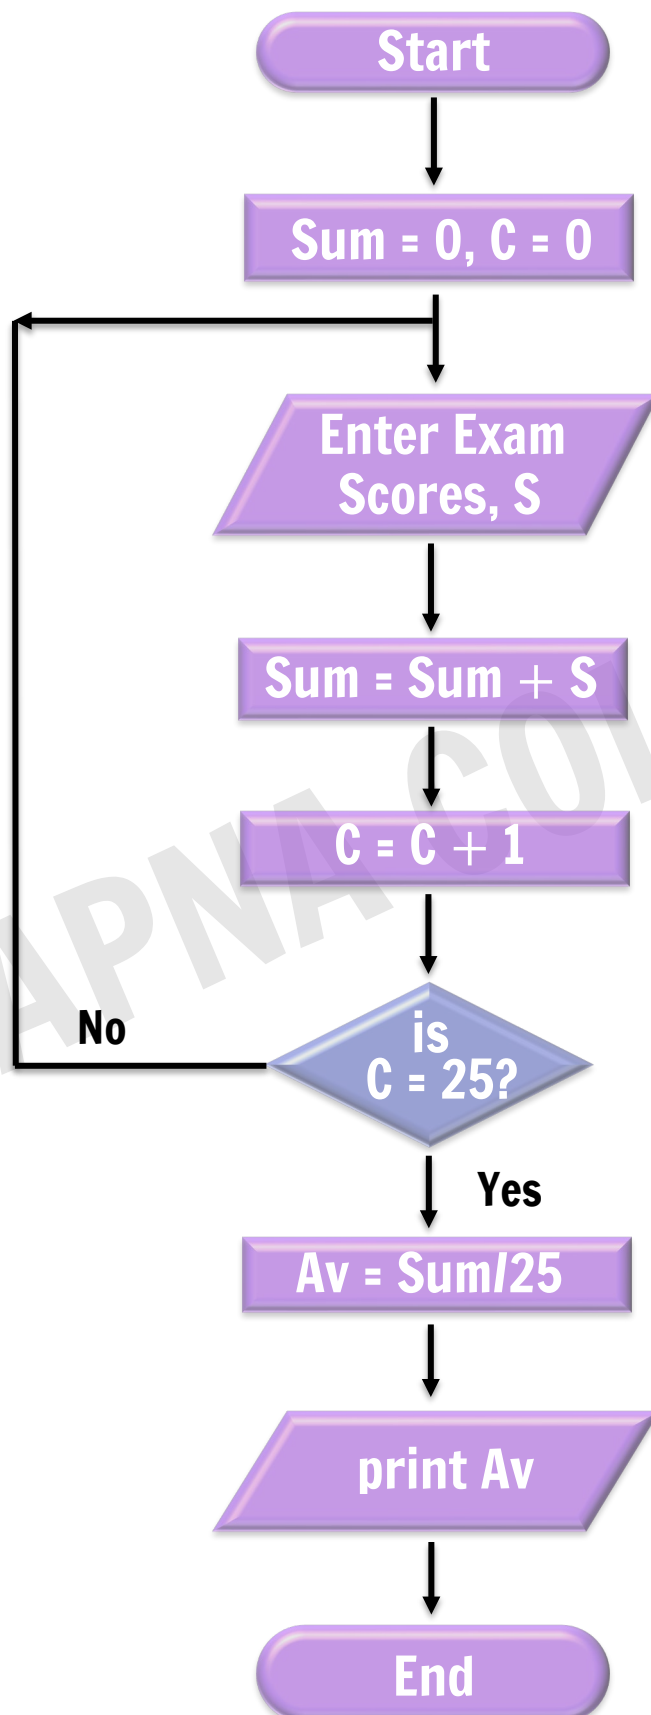 Start
Sum = 0, C = 0
Enter Exam
Scores, S
Sum = Sum + S
C = C + 1
is
C = 25?
No
Yes
Av = Sum/25
print Av
End
APNA